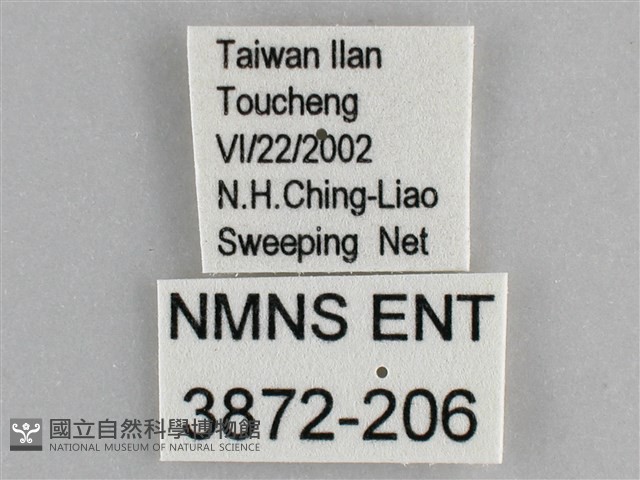 Taiwan Ilan
Toucheng
VI/22/2002
N.H.Ching-Liao
Sweeping Net
NMNS ENT
3872-206
國立自然科學博物館
NATIONAL MUSEUM OF NATURAL SCIENCE